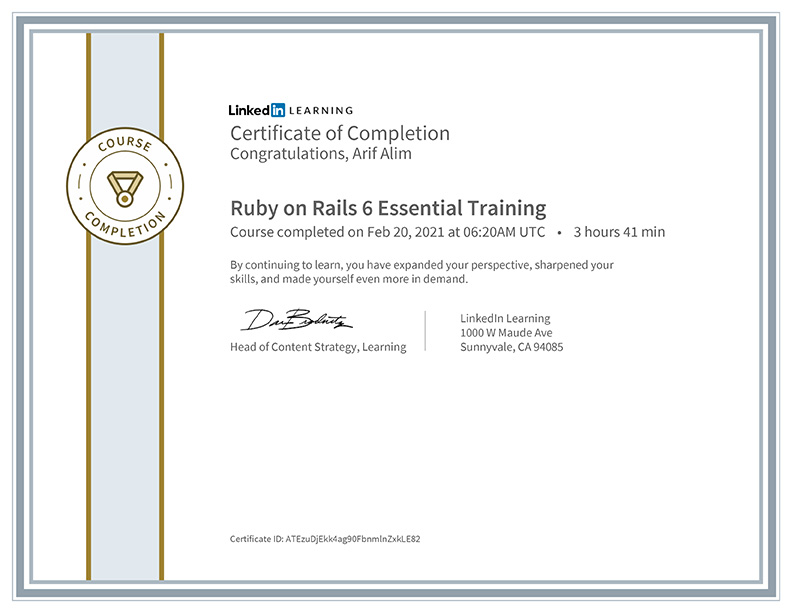 COURSE
COMPLETION
LinkedIn LEARNING
Certificate of Completion
Congratulations, Arif Alim
Ruby on Rails 6 Essential Training
Course completed on Feb 20, 2021 at 06:20AM UTC • 3 hours 41 min
By continuing to learn, you have expanded your perspective, sharpened your
skills, and made yourself even more in demand.
Head of Content Strategy, Learning
LinkedIn Learning
1000 W Maude Ave
Sunnyvale, CA 94085
Certificate ID: ATEzuDjEkk4ag90FbnmlnZxkLE82